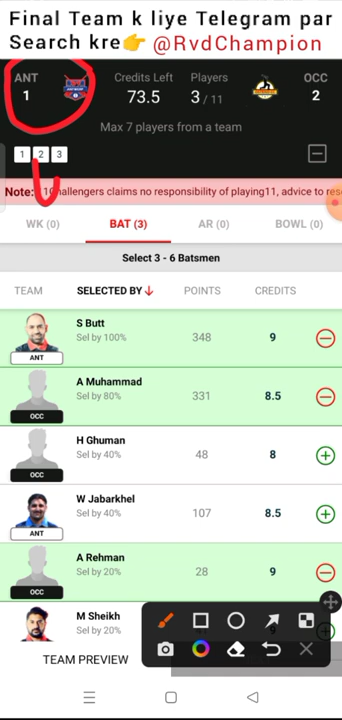 Final Team k liye Telegram par
Search kre👉 @RvdChampion
ANT Credits Left Players OCC
1 73.5 3 / 11 2
Max 7 players from a team
1 2 3
Note: challengers claims no responsibility of playing11, advice to
WK (0) BAT (3) AR (0) BOWL (0)
Select 3 - 6 Batsmen
TEAM SELECTED BY POINTS CREDITS
S Butt
Sel by 100% 348 9
ANT
A Muhammad
Sel by 80% 331 8.5
OCC
H Ghuman
Sel by 40% 48 8
OCC
W Jabarkhel
Sel by 40% 107 8.5
ANT
A Rehman
Sel by 20% 28 9
OCC
M Sheikh
Sel by 20%
TEAM PREVIEW